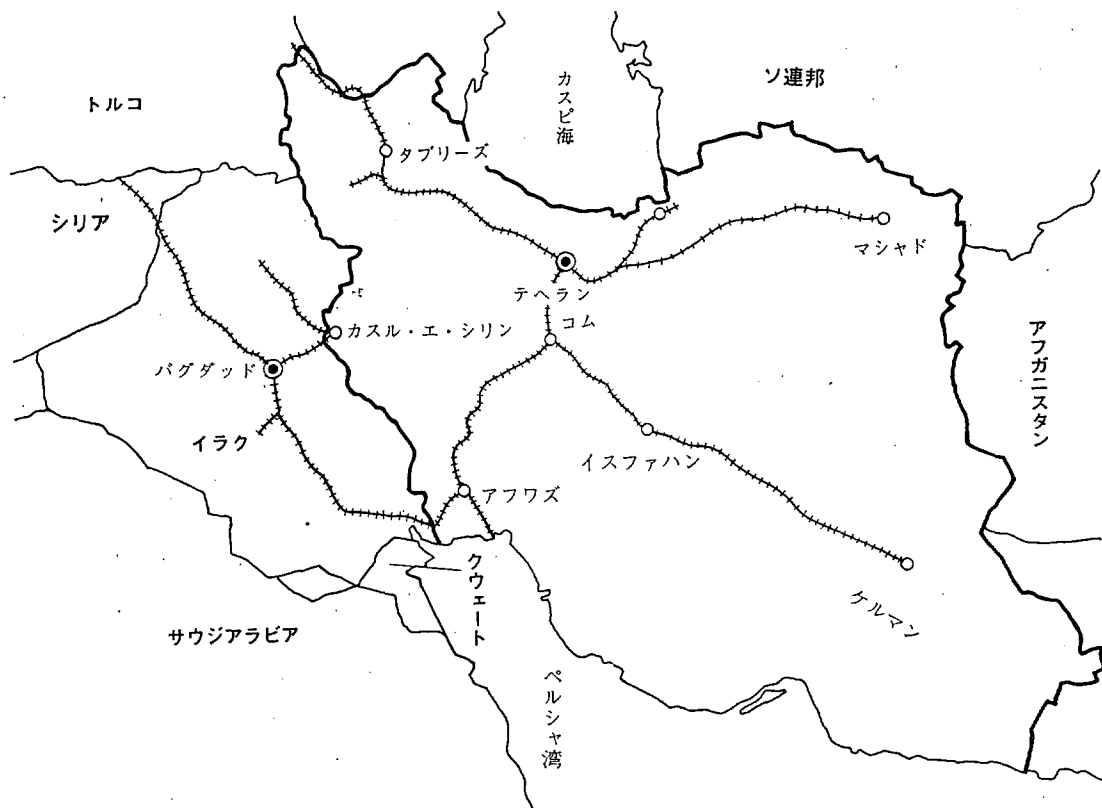 ソ連邦
カスピ海
トルコ
タブリーズ
シリア
マシャド
テヘラン
カスル・エ・シリン
コム
アフガニスタン
バグダッド
イラク
イスファハン
アフワズ
クウェート
ケルマン
サウジアラビア
ペルシャ湾